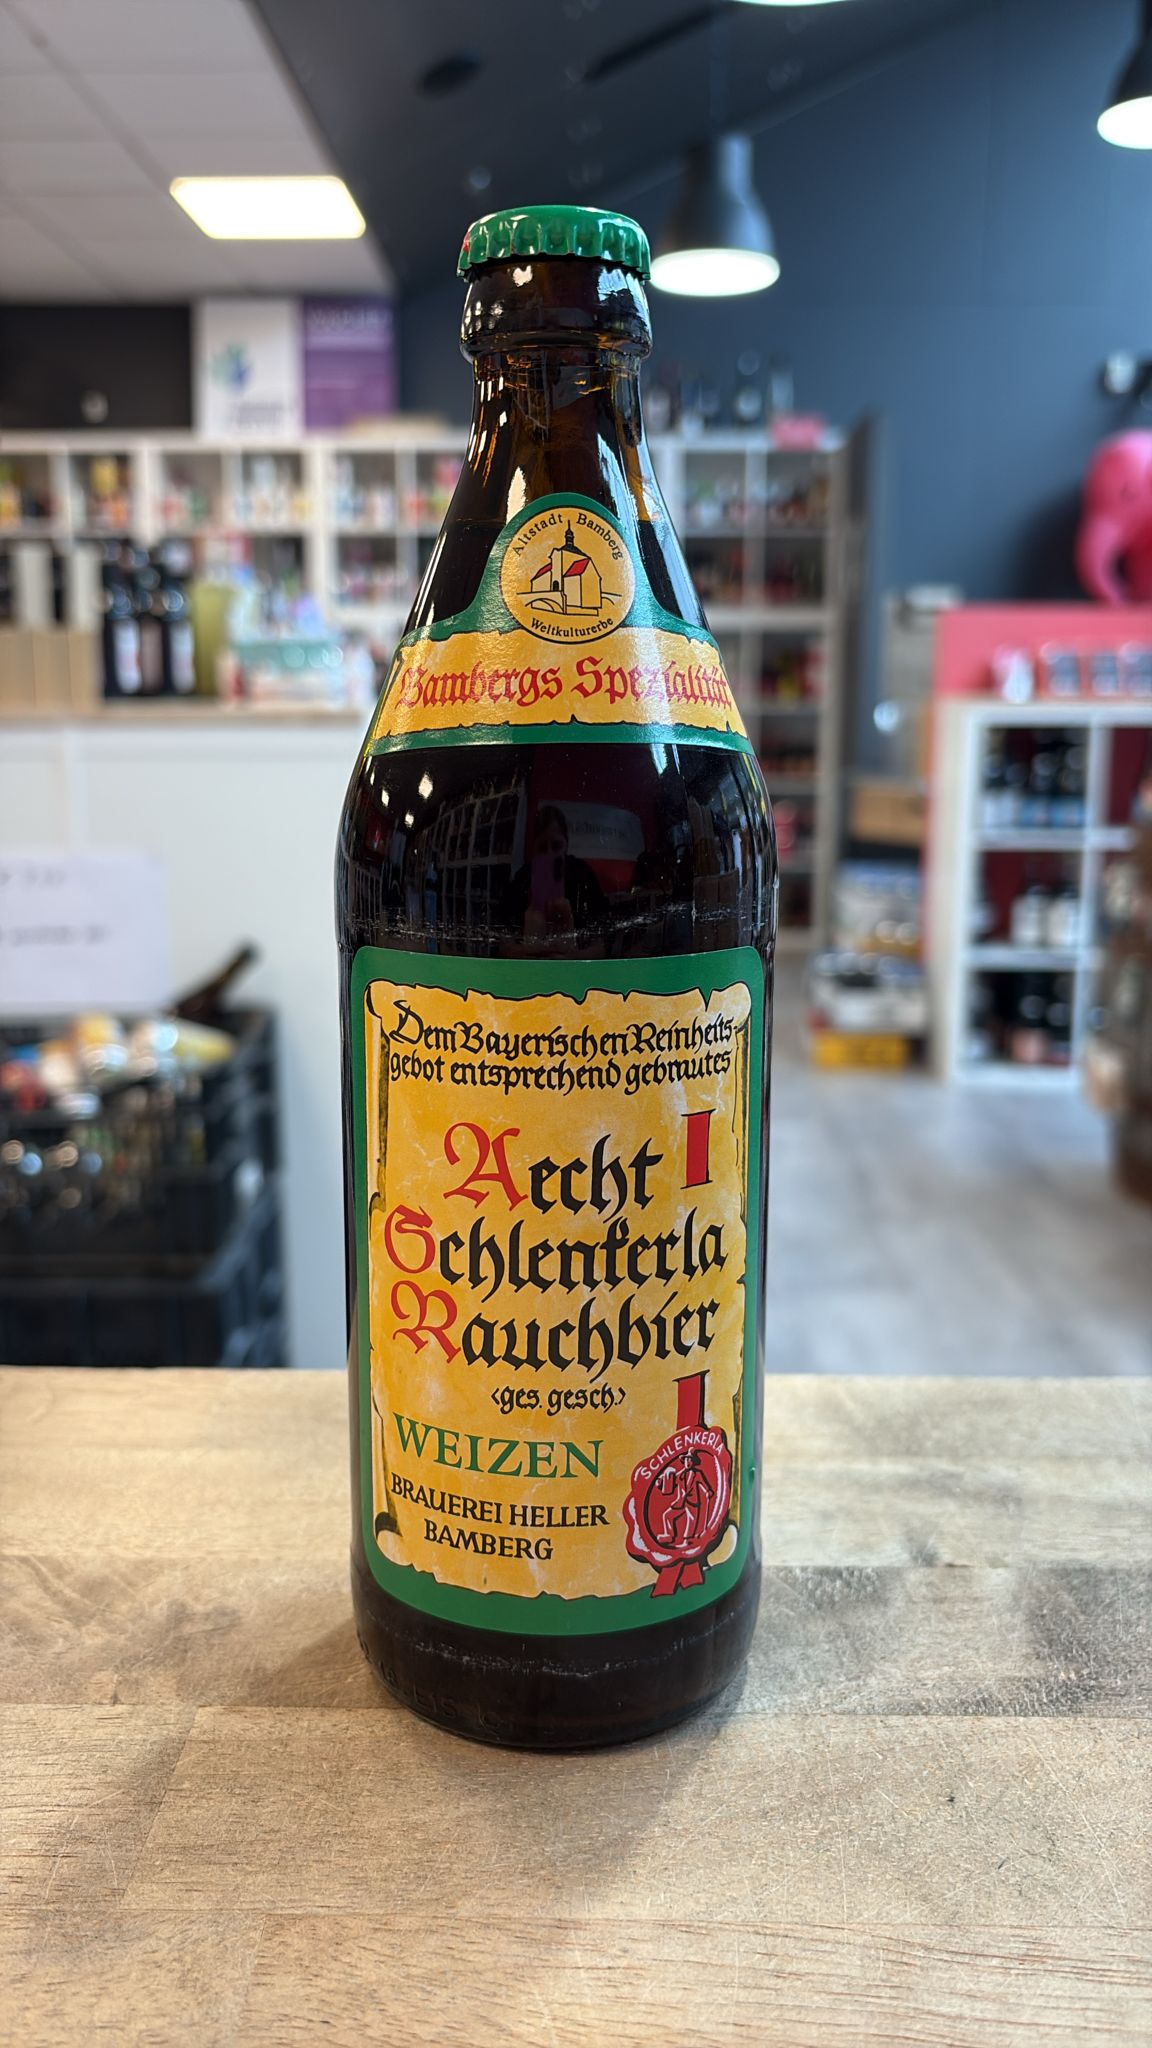 Altstadt Bamberg
Weltkulturerbe
Bambergs Spezialität
Dem Bayerischen Reinheits-
gebot entsprechend gebrautes
Aecht
Schlenkerla
Rauchbier
‹ges. gesch.›
WEIZEN
SCHLENKERLA
BRAUEREI HELLER
BAMBERG